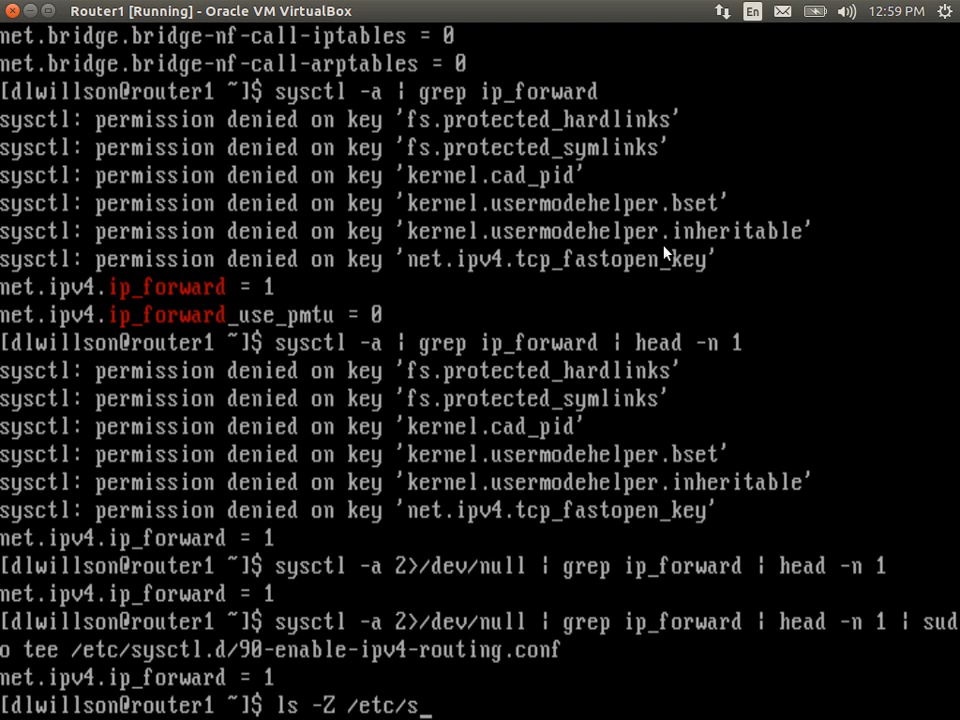 Router1 [Running] - Oracle VM VirtualBox
En
12:59 PM
net.bridge.bridge-nf-call-iptables = 0
net.bridge.bridge-nf-call-arptables = 0
[dlwillson@router1 ~]$ sysctl -a | grep ip_forward
sysctl: permission denied on key 'fs.protected_hardlinks'
sysctl: permission denied on key 'fs.protected_symlinks'
sysctl: permission denied on key 'kernel.cad_pid'
sysctl: permission denied on key 'kernel.usermodehelper.bset'
sysctl: permission denied on key 'kernel.usermodehelper.inheritable'
sysctl: permission denied on key 'net.ipv4.tcp_fastopen_key'
net.ipv4.ip_forward = 1
net.ipv4.ip_forward_use_pmtu = 0
[dlwillson@router1 ~]$ sysctl -a | grep ip_forward | head -n 1
sysctl: permission denied on key 'fs.protected_hardlinks'
sysctl: permission denied on key 'fs.protected_symlinks'
sysctl: permission denied on key 'kernel.cad_pid'
sysctl: permission denied on key 'kernel.usermodehelper.bset'
sysctl: permission denied on key 'kernel.usermodehelper.inheritable'
sysctl: permission denied on key 'net.ipv4.tcp_fastopen_key'
net.ipv4.ip_forward = 1
[dlwillson@router1 ~]$ sysctl -a 2>/dev/null | grep ip_forward | head -n 1
net.ipv4.ip_forward = 1
[dlwillson@router1 ~]$ sysctl -a 2>/dev/null | grep ip_forward | head -n 1 | sud
o tee /etc/sysctl.d/90-enable-ipv4-routing.conf
net.ipv4.ip_forward = 1
[dlwillson@router1 ~]$ ls -Z /etc/s_